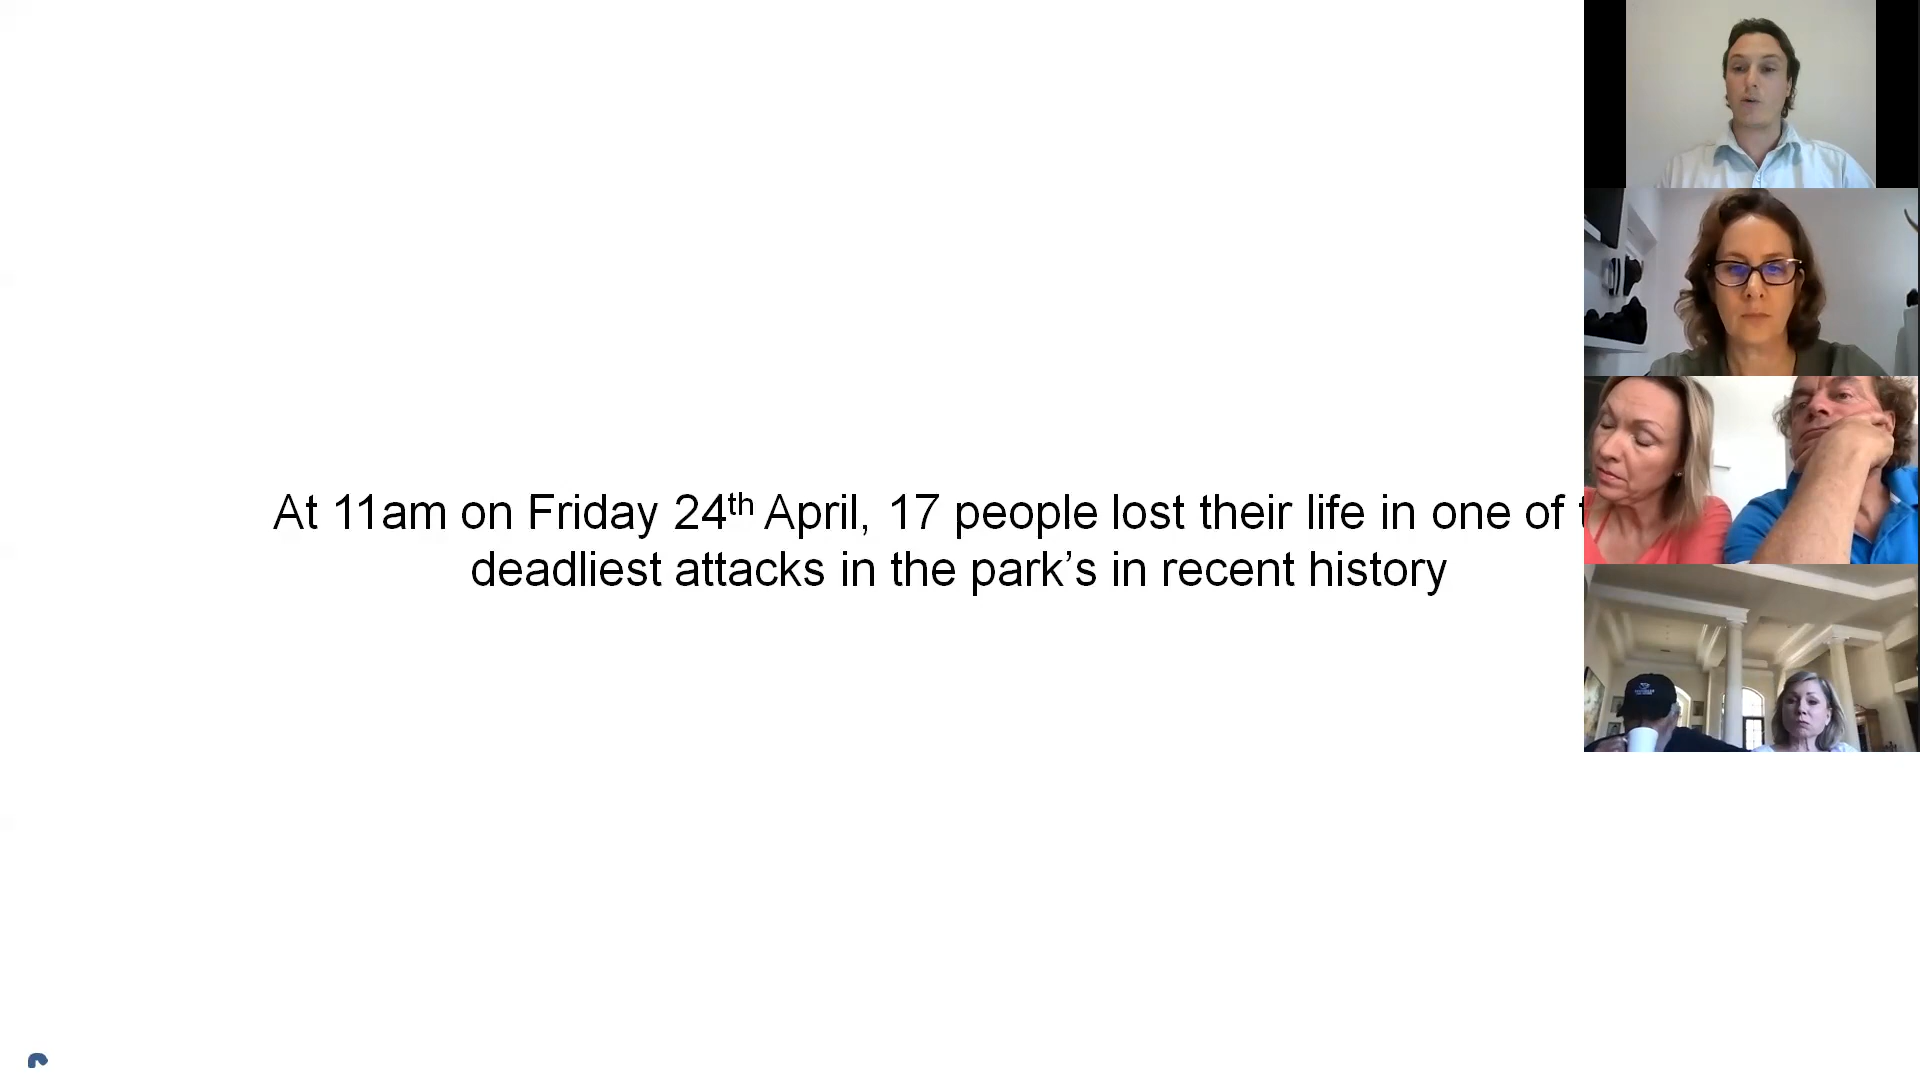 At 11am on Friday 24th April, 17 people lost their life in one of
deadliest attacks in the park’s in recent history